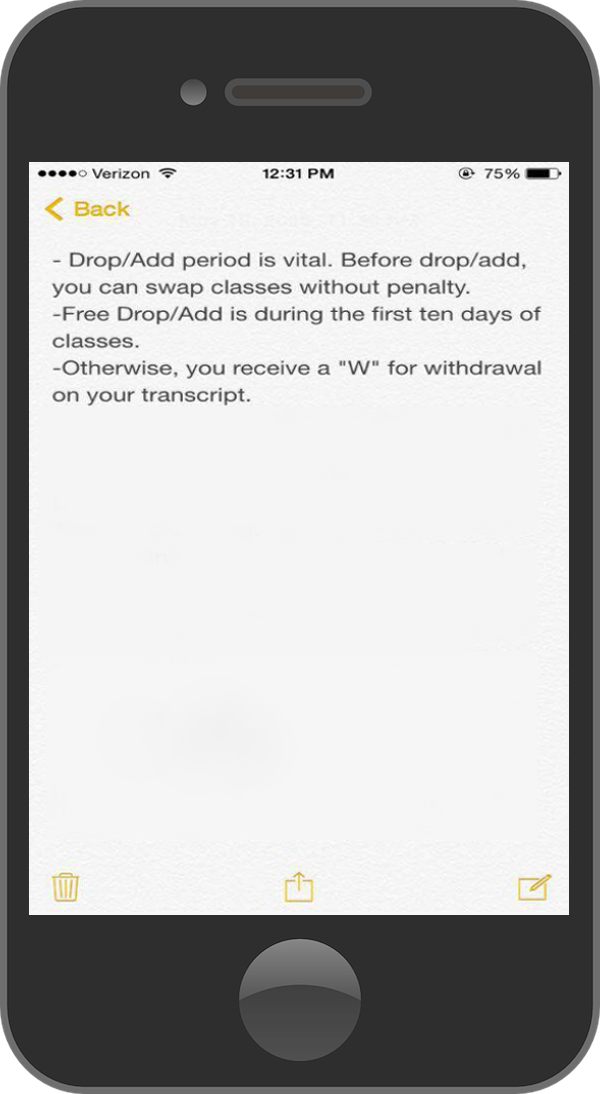 Verizon 12:31 PM 75%
Back
- Drop/Add period is vital. Before drop/add,
you can swap classes without penalty.
-Free Drop/Add is during the first ten days of
classes.
-Otherwise, you receive a "W" for withdrawal
on your transcript.